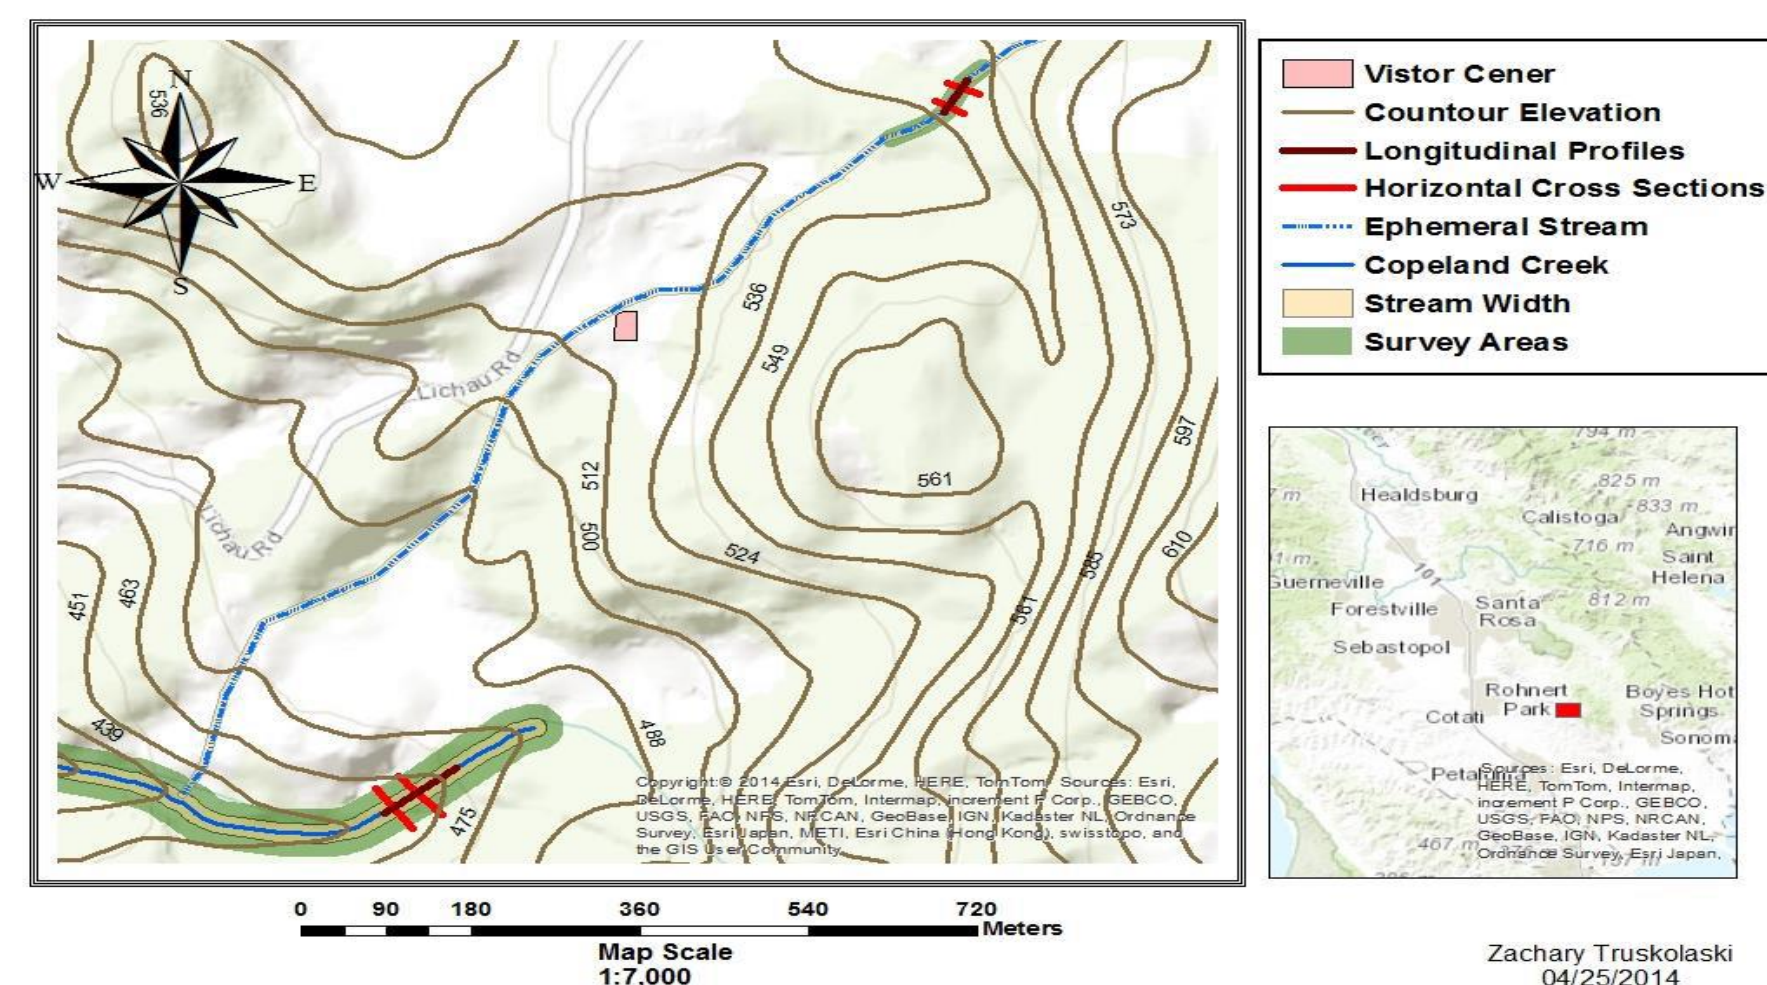 N
W
E
S
536
Lichau Rd
Lichau Rd
536
549
561
573
597
610
585
561
524
512
500
488
475
463
451
439
Copyright:© 2014 Esri, DeLorme, HERE, TomTom Sources: Esri,
DeLorme, HERE, TomTom, Intermap, increment P Corp., GEBCO,
USGS, FAO, NPS, NRCAN, GeoBase, IGN, Kadaster NL, Ordnance
Survey, Esri Japan, METI, Esri China (Hong Kong), swisstopo, and
the GIS User Community
0 90 180 360 540 720
Meters
Map Scale
1:7,000
Vistor Cener
Countour Elevation
Longitudinal Profiles
Horizontal Cross Sections
Ephemeral Stream
Copeland Creek
Stream Width
Survey Areas
794 m
825 m
Healdsburg
833 m
Calistoga
Angwin
716 m
Saint
Helena
101
Guerneville
Forestville
Santa
Rosa
812 m
Sebastopol
Rohnert
Park
Boyes Hot
Springs
Cotati
Sonoma
Sources: Esri, DeLorme,
HERE, TomTom, Intermap,
increment P Corp., GEBCO,
USGS, FAO, NPS, NRCAN,
GeoBase, IGN, Kadaster NL,
Ordnance Survey, Esri Japan,
467 m
Zachary Truskolaski
04/25/2014